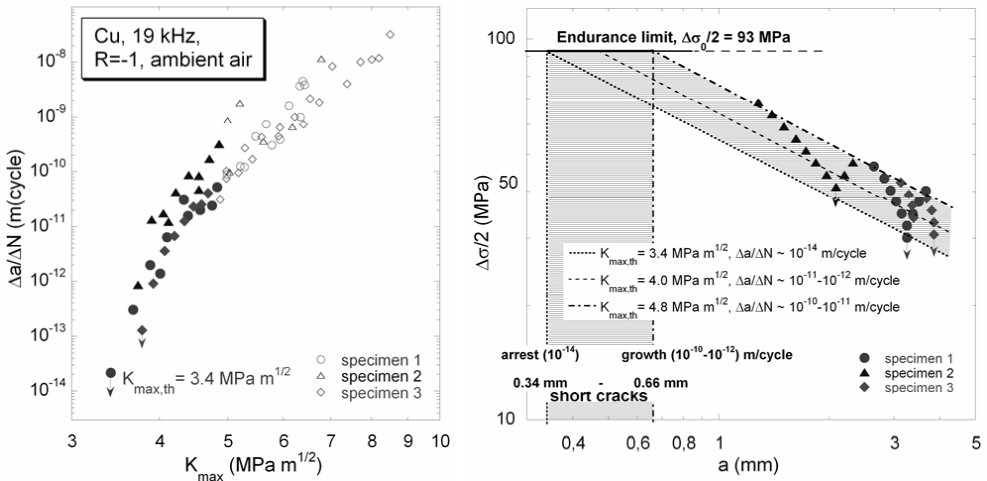 Cu, 19 kHz,
R=-1, ambient air
Δa/ΔN (m(cycle)
10⁻⁸
10⁻⁹
10⁻¹⁰
10⁻¹¹
10⁻¹²
10⁻¹³
10⁻¹⁴
K_max,th = 3.4 MPa m^1/2
specimen 1
specimen 2
specimen 3
3 4 5 6 7 8 9 10
K_max (MPa m^1/2)
Endurance limit, Δσ₀/2 = 93 MPa
Δσ/2 (MPa)
100
50
10
K_max,th = 3.4 MPa m^1/2, Δa/ΔN ~ 10⁻¹⁴ m/cycle
K_max,th = 4.0 MPa m^1/2, Δa/ΔN ~ 10⁻¹¹-10⁻¹² m/cycle
K_max,th = 4.8 MPa m^1/2, Δa/ΔN ~ 10⁻¹⁰-10⁻¹¹ m/cycle
arrest (10⁻¹⁴) growth (10⁻¹⁰-10⁻¹²) m/cycle
0.34 mm - 0.66 mm
short cracks
specimen 1
specimen 2
specimen 3
0,4 0,6 0,8 1 3 4 5
a (mm)